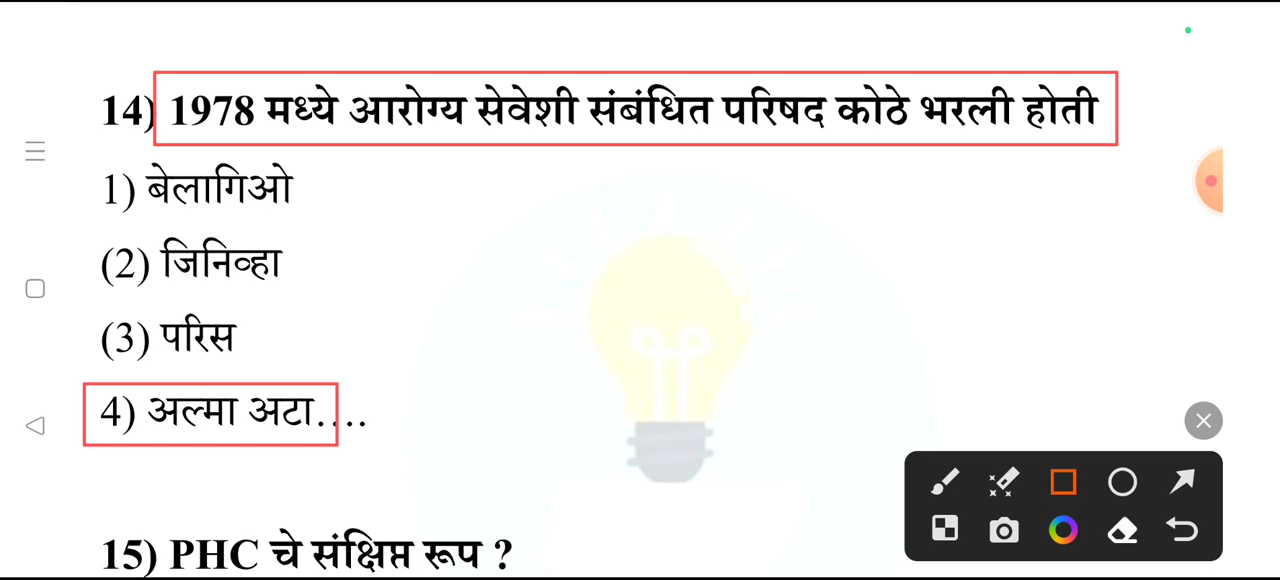 14) 1978 मध्ये आरोग्य सेवेशी संबंधित परिषद कोठे भरली होती
1) बेलागिओ
(2) जिनिव्हा
(3) परिस
4) अल्मा अटा....
15) PHC चे संक्षिप्त रूप ?